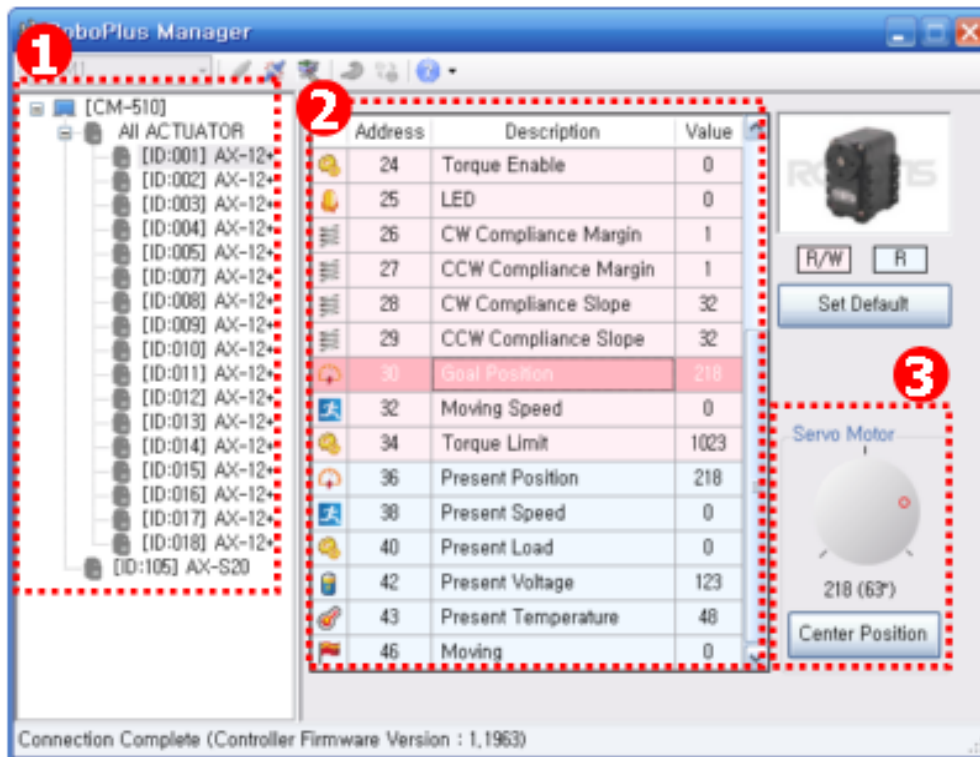 RoboPlus Manager
1
[CM-510]
All ACTUATOR
[ID:001] AX-12+
[ID:002] AX-12+
[ID:003] AX-12+
[ID:004] AX-12+
[ID:005] AX-12+
[ID:007] AX-12+
[ID:008] AX-12+
[ID:009] AX-12+
[ID:010] AX-12+
[ID:011] AX-12+
[ID:012] AX-12+
[ID:013] AX-12+
[ID:014] AX-12+
[ID:015] AX-12+
[ID:016] AX-12+
[ID:017] AX-12+
[ID:018] AX-12+
[ID:105] AX-S20
2
Address Description Value
24 Torque Enable 0
25 LED 0
26 CW Compliance Margin 1
27 CCW Compliance Margin 1
28 CW Compliance Slope 32
29 CCW Compliance Slope 32
30 Goal Position 218
32 Moving Speed 0
34 Torque Limit 1023
36 Present Position 218
38 Present Speed 0
40 Present Load 0
42 Present Voltage 123
43 Present Temperature 48
46 Moving 0
R/W R
Set Default
3
Servo Motor
218 (63°)
Center Position
Connection Complete (Controller Firmware Version : 1,1963)